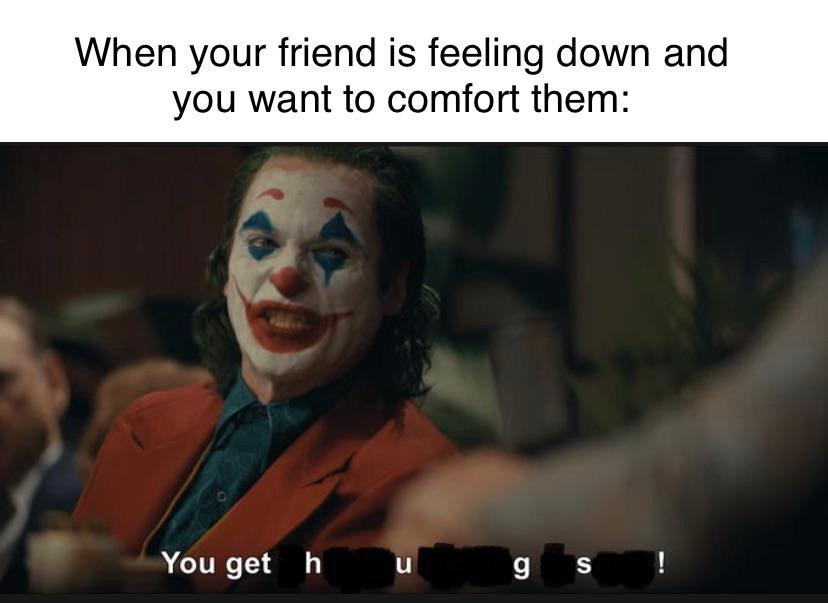 When your friend is feeling down and
you want to comfort them:
You get h u g s!